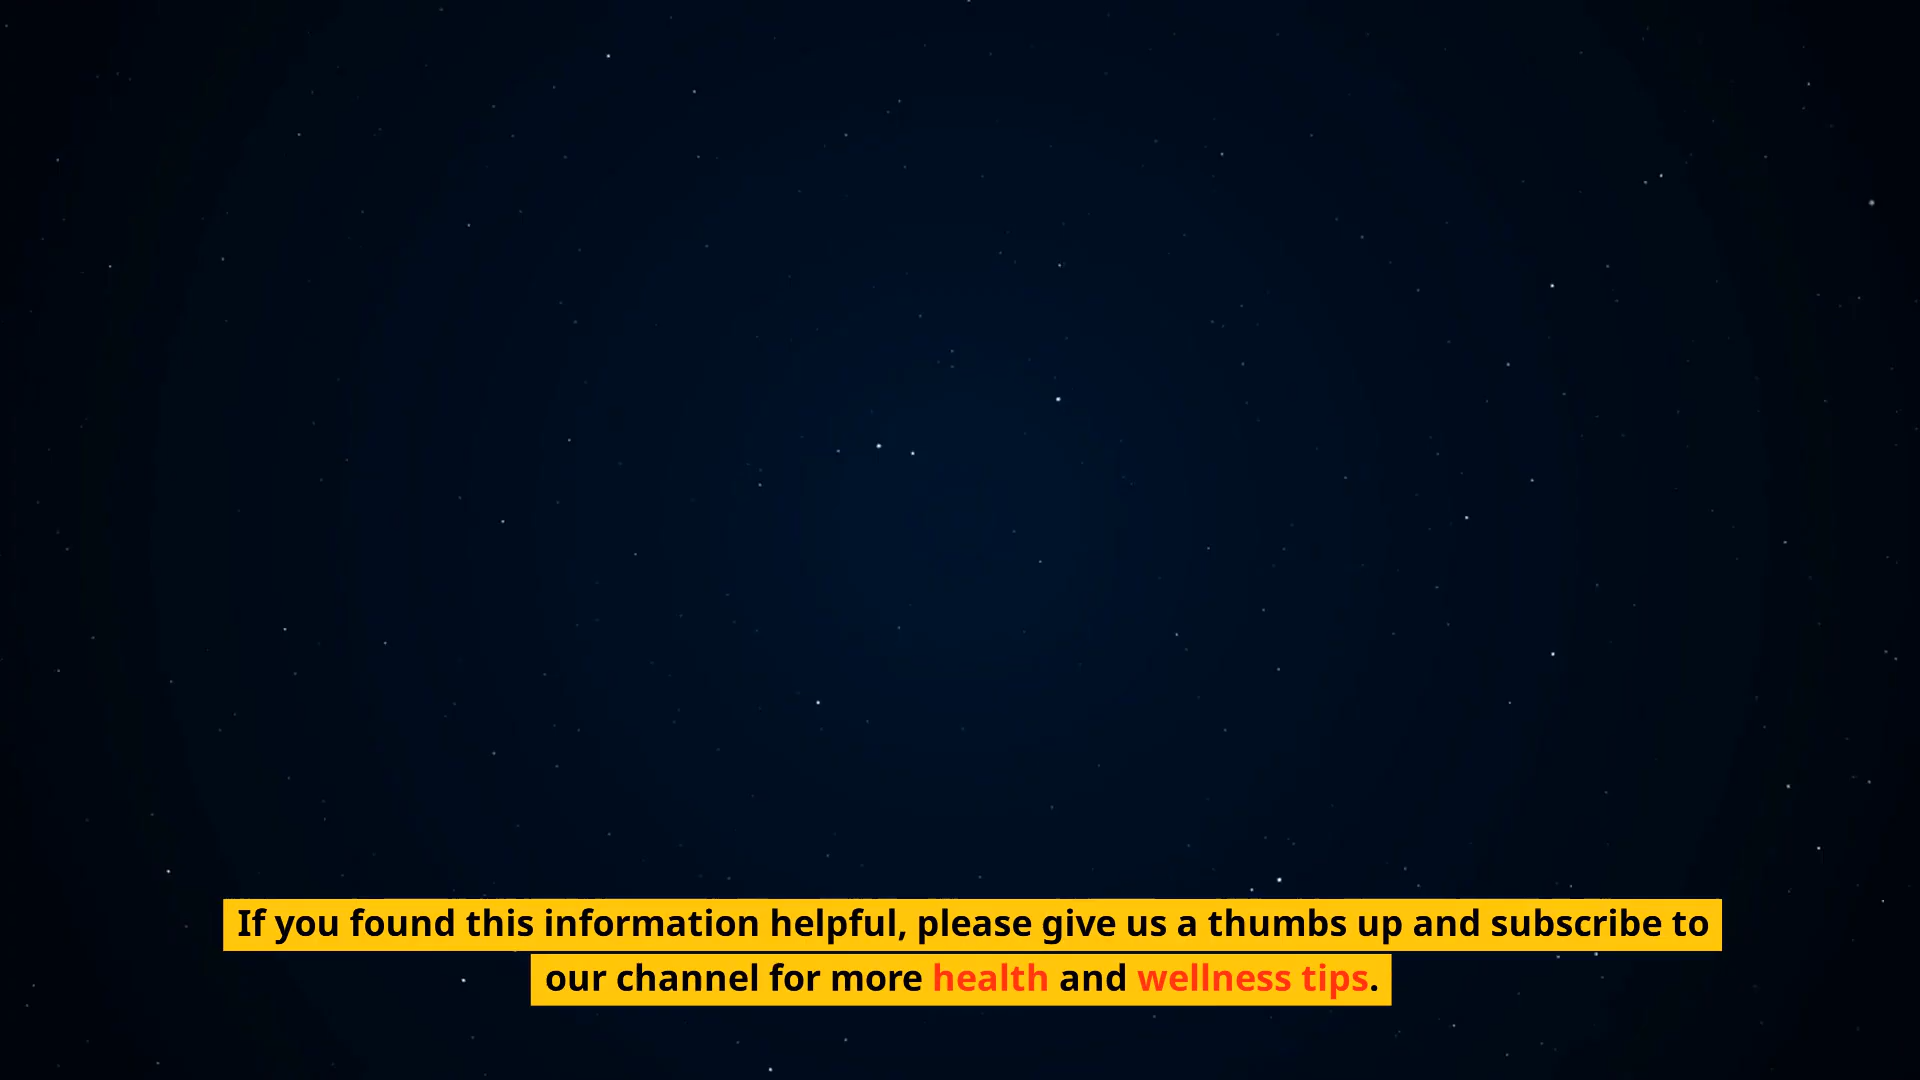 If you found this information helpful, please give us a thumbs up and subscribe to
our channel for more health and wellness tips.